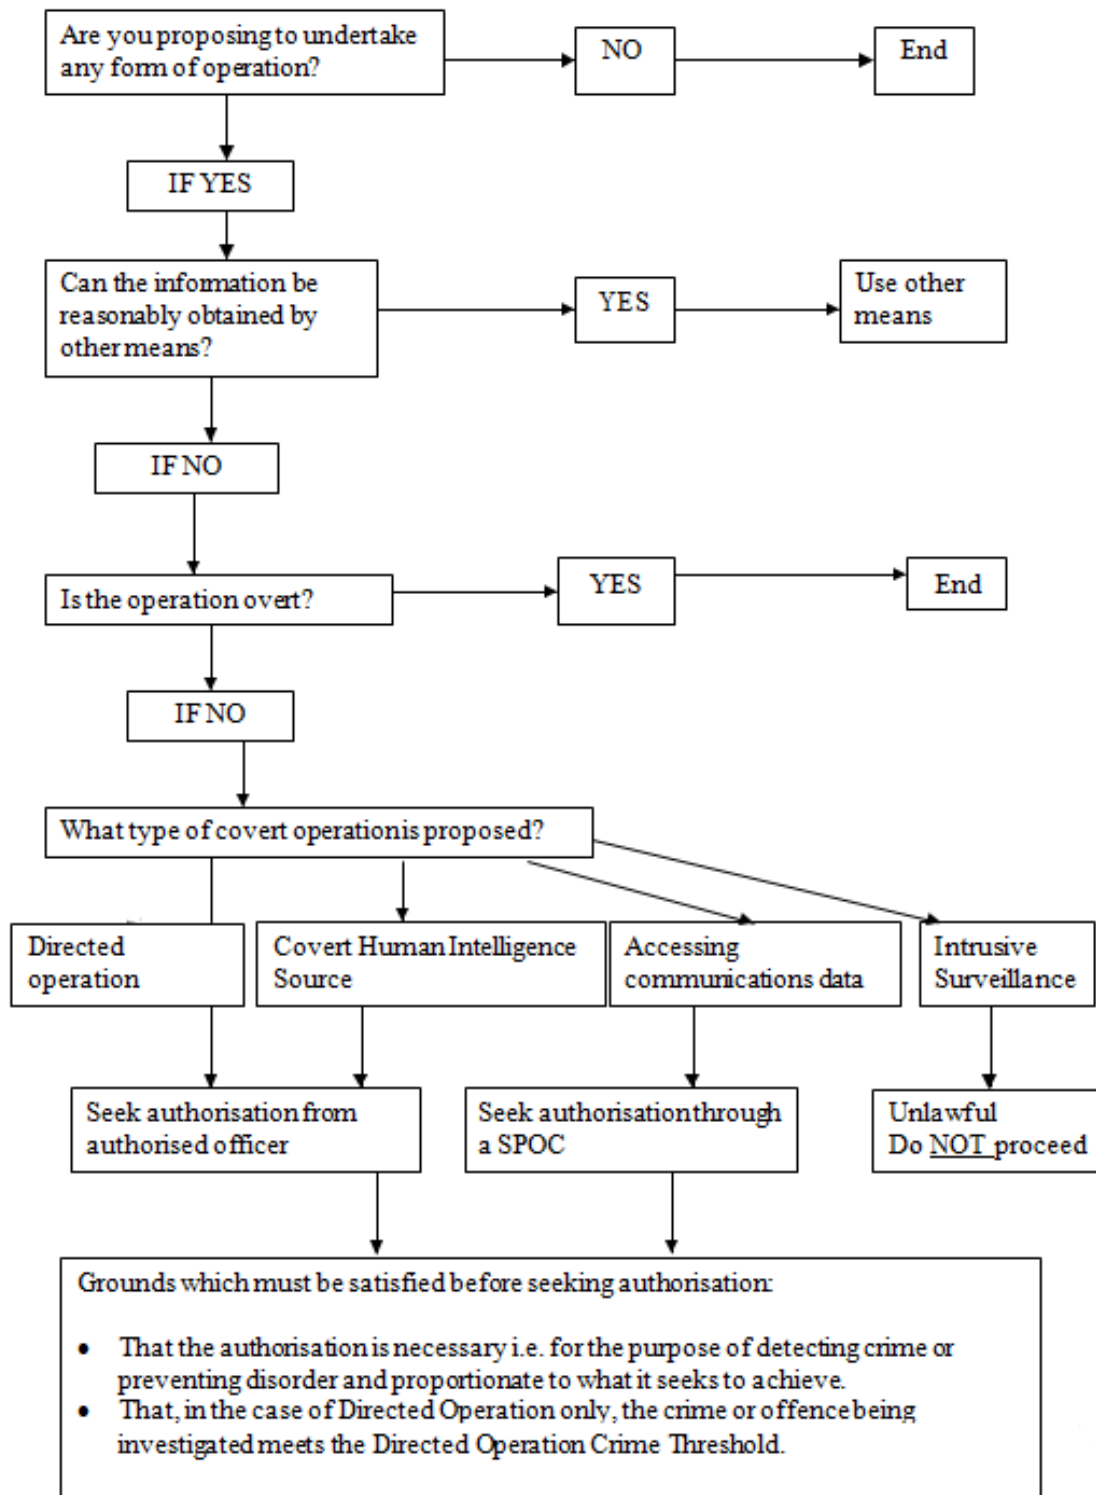 Are you proposing to undertake
any form of operation?
NO
End
IF YES
Can the information be
reasonably obtained by
other means?
YES
Use other
means
IF NO
Is the operation overt?
YES
End
IF NO
What type of covert operation is proposed?
Directed
operation
Covert Human Intelligence
Source
Accessing
communications data
Intrusive
Surveillance
Seek authorisation from
authorised officer
Seek authorisation through
a SPOC
Unlawful
Do NOT proceed
Grounds which must be satisfied before seeking authorisation:
• That the authorisation is necessary i.e. for the purpose of detecting crime or
preventing disorder and proportionate to what it seeks to achieve.
• That, in the case of Directed Operation only, the crime or offence being
investigated meets the Directed Operation Crime Threshold.